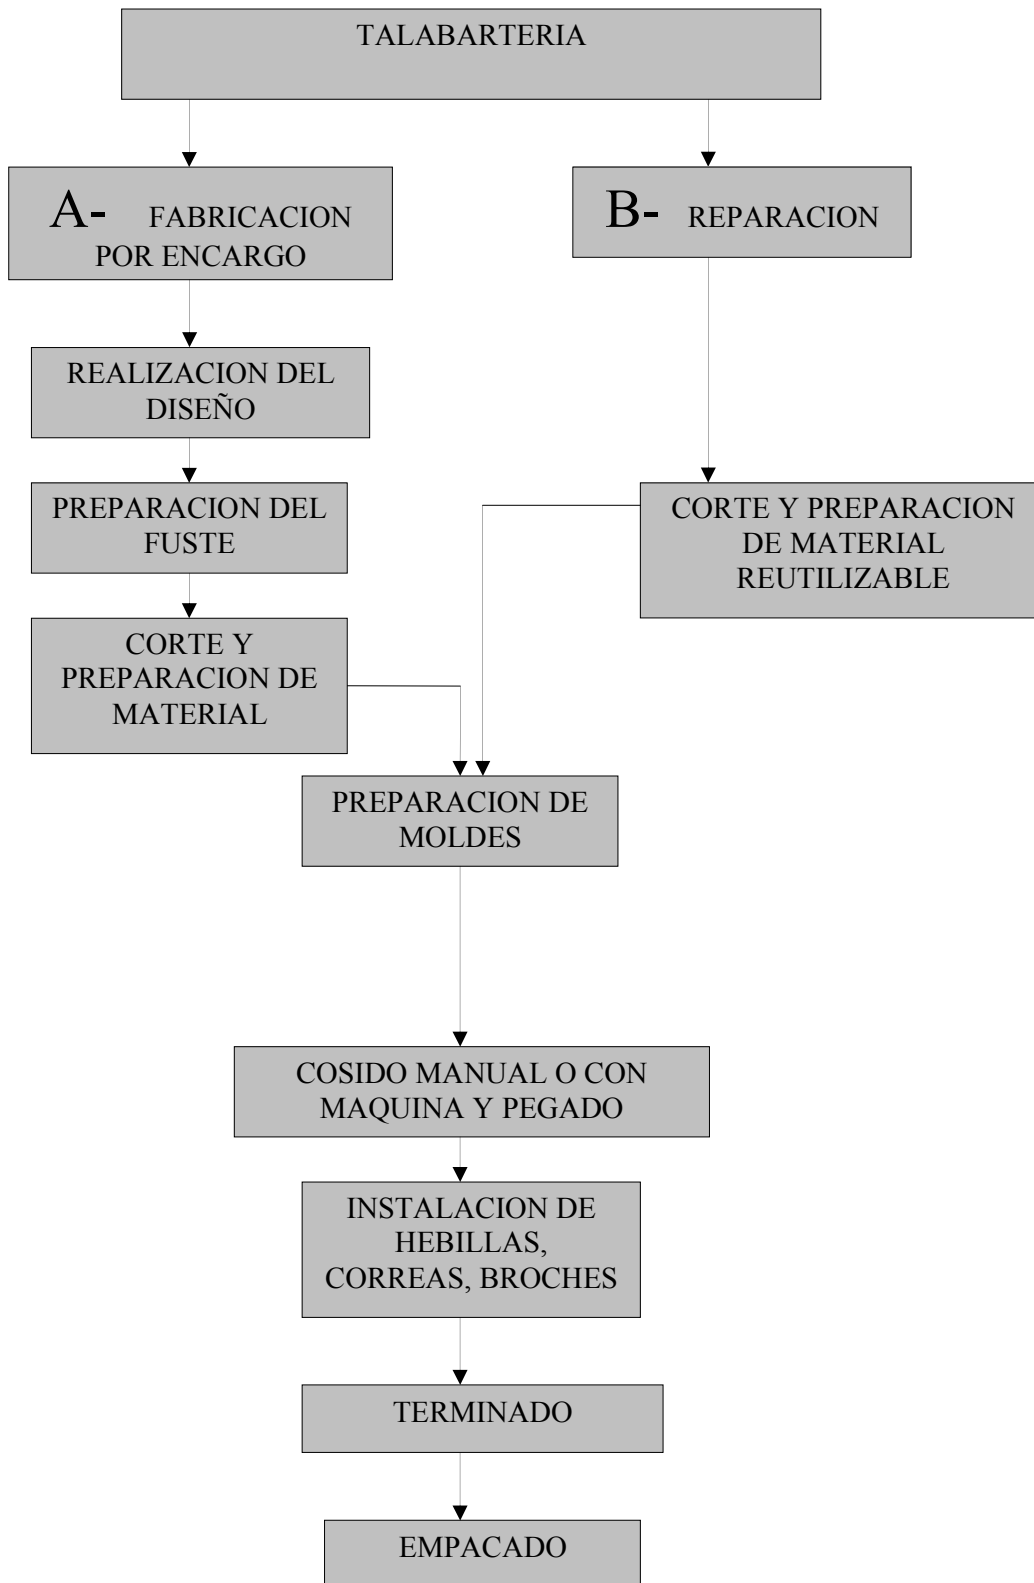 TALABARTERIA
A- FABRICACION
POR ENCARGO
B- REPARACION
REALIZACION DEL
DISEÑO
PREPARACION DEL
FUSTE
CORTE Y PREPARACION
DE MATERIAL
REUTILIZABLE
CORTE Y
PREPARACION DE
MATERIAL
PREPARACION DE
MOLDES
COSIDO MANUAL O CON
MAQUINA Y PEGADO
INSTALACION DE
HEBILLAS,
CORREAS, BROCHES
TERMINADO
EMPACADO